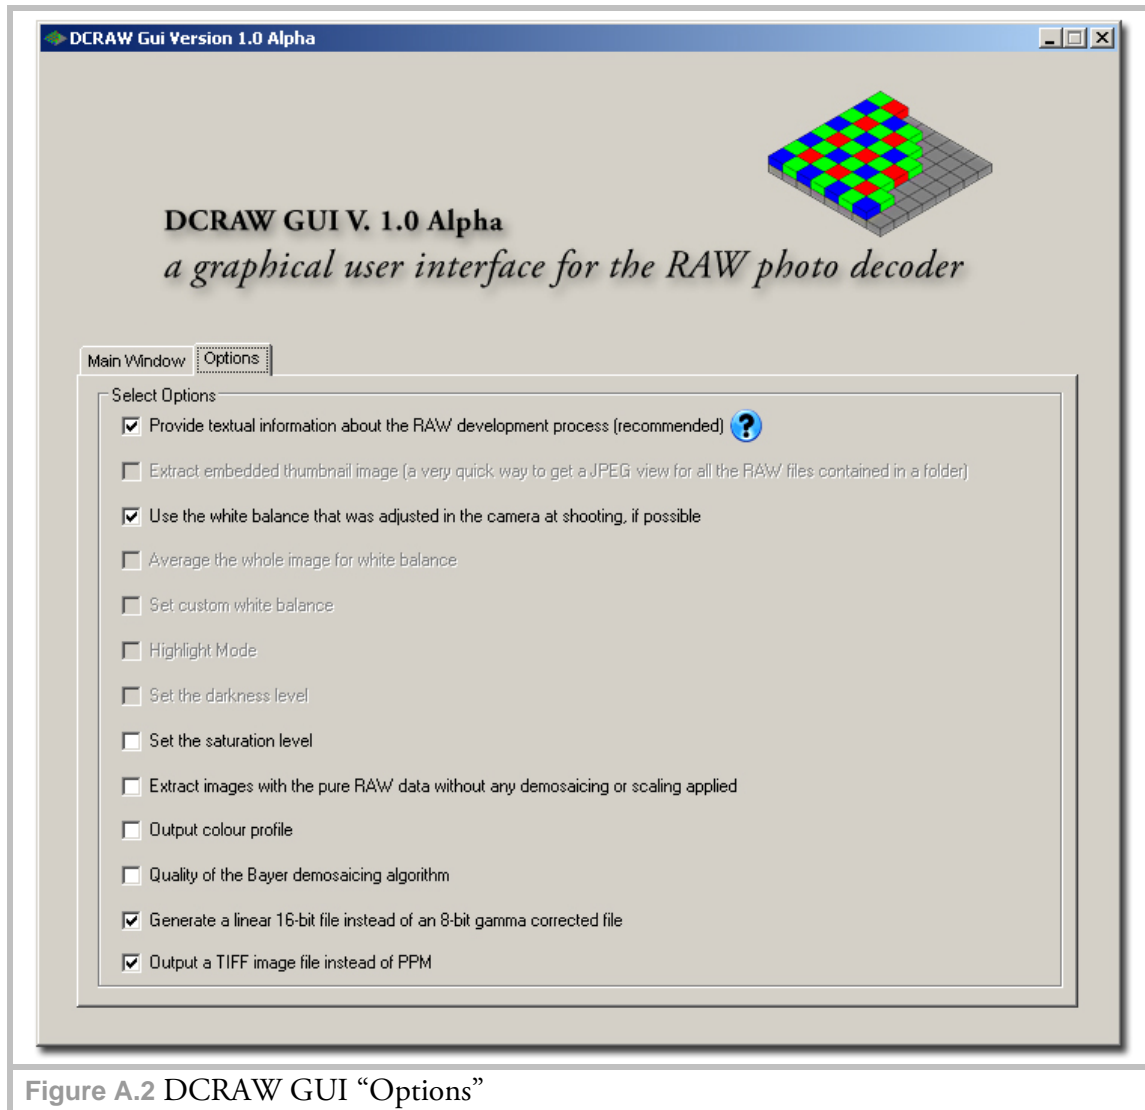 DCRAW Gui Version 1.0 Alpha
DCRAW GUI V. 1.0 Alpha
a graphical user interface for the RAW photo decoder
Main Window
Options
Select Options
Provide textual information about the RAW development process (recommended) ?
Extract embedded thumbnail image (a very quick way to get a JPEG view for all the RAW files contained in a folder)
Use the white balance that was adjusted in the camera at shooting, if possible
Average the whole image for white balance
Set custom white balance
Highlight Mode
Set the darkness level
Set the saturation level
Extract images with the pure RAW data without any demosaicing or scaling applied
Output colour profile
Quality of the Bayer demosaicing algorithm
Generate a linear 16-bit file instead of an 8-bit gamma corrected file
Output a TIFF image file instead of PPM
Figure A.2 DCRAW GUI “Options”